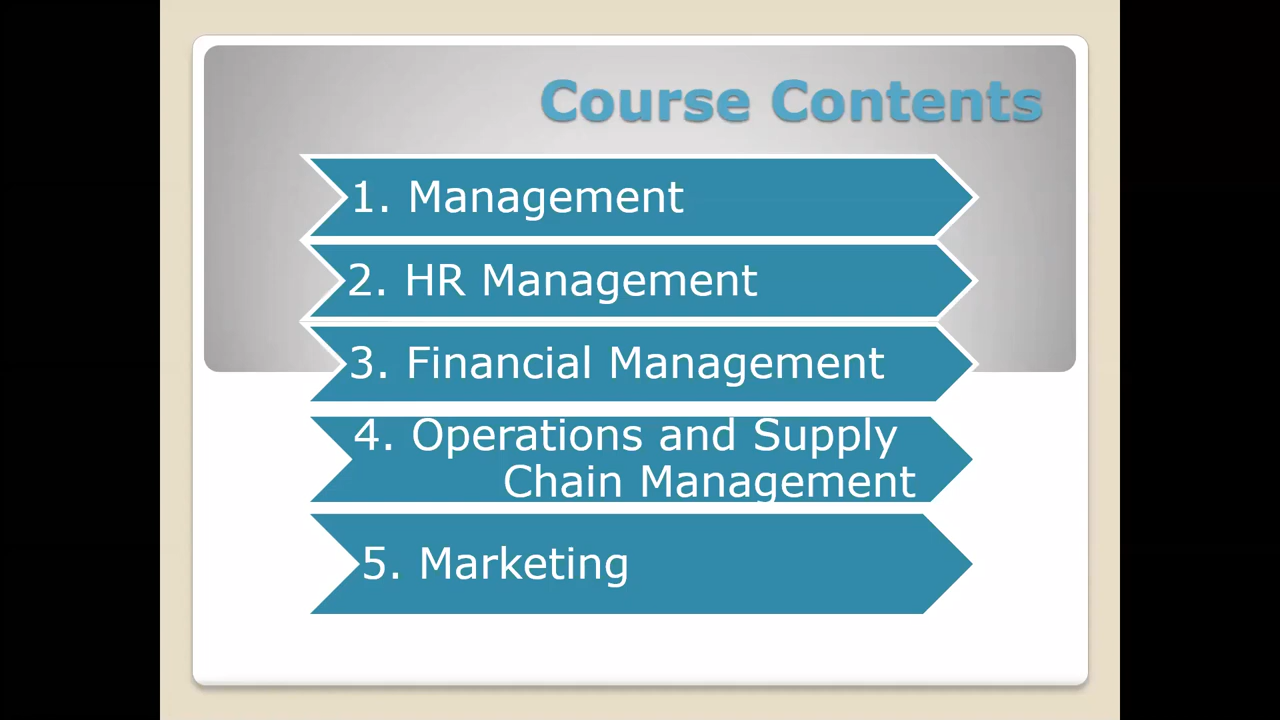 Course Contents
1. Management
2. HR Management
3. Financial Management
4. Operations and Supply
Chain Management
5. Marketing